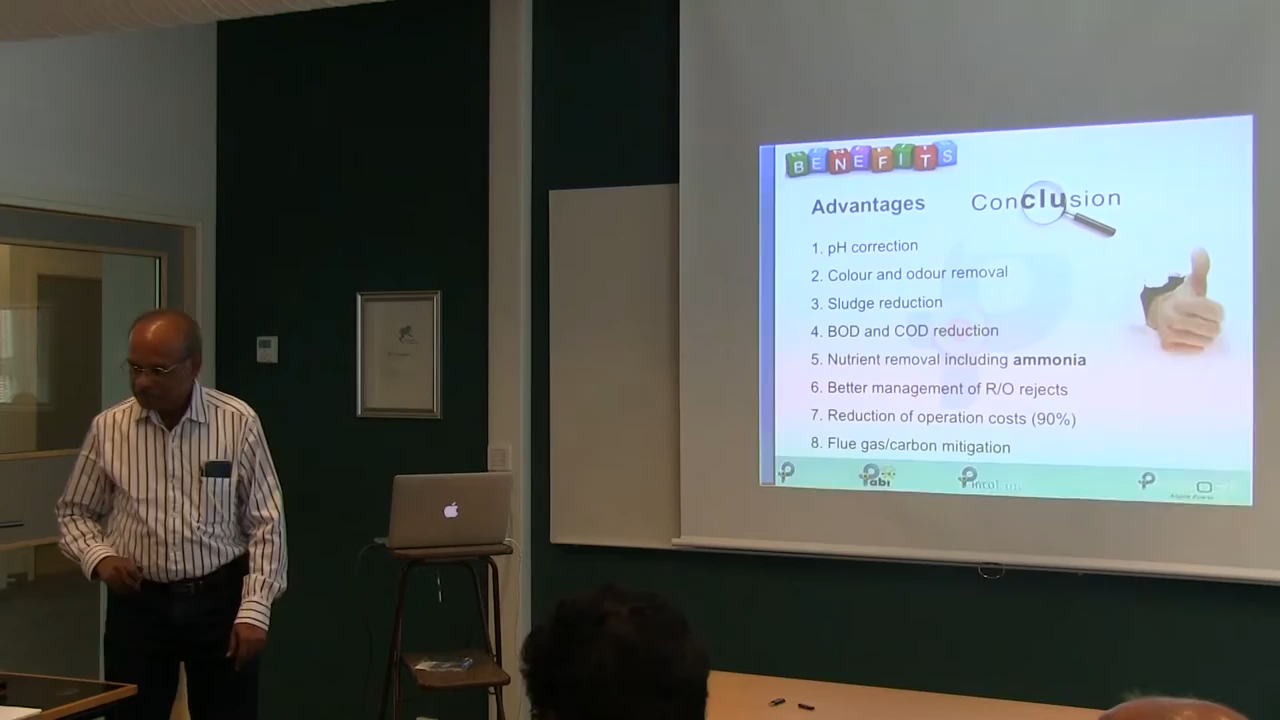 BENEFITS
Advantages
Conclusion
1. pH correction
2. Colour and odour removal
3. Sludge reduction
4. BOD and COD reduction
5. Nutrient removal including ammonia
6. Better management of R/O rejects
7. Reduction of operation costs (90%)
8. Flue gas/carbon mitigation